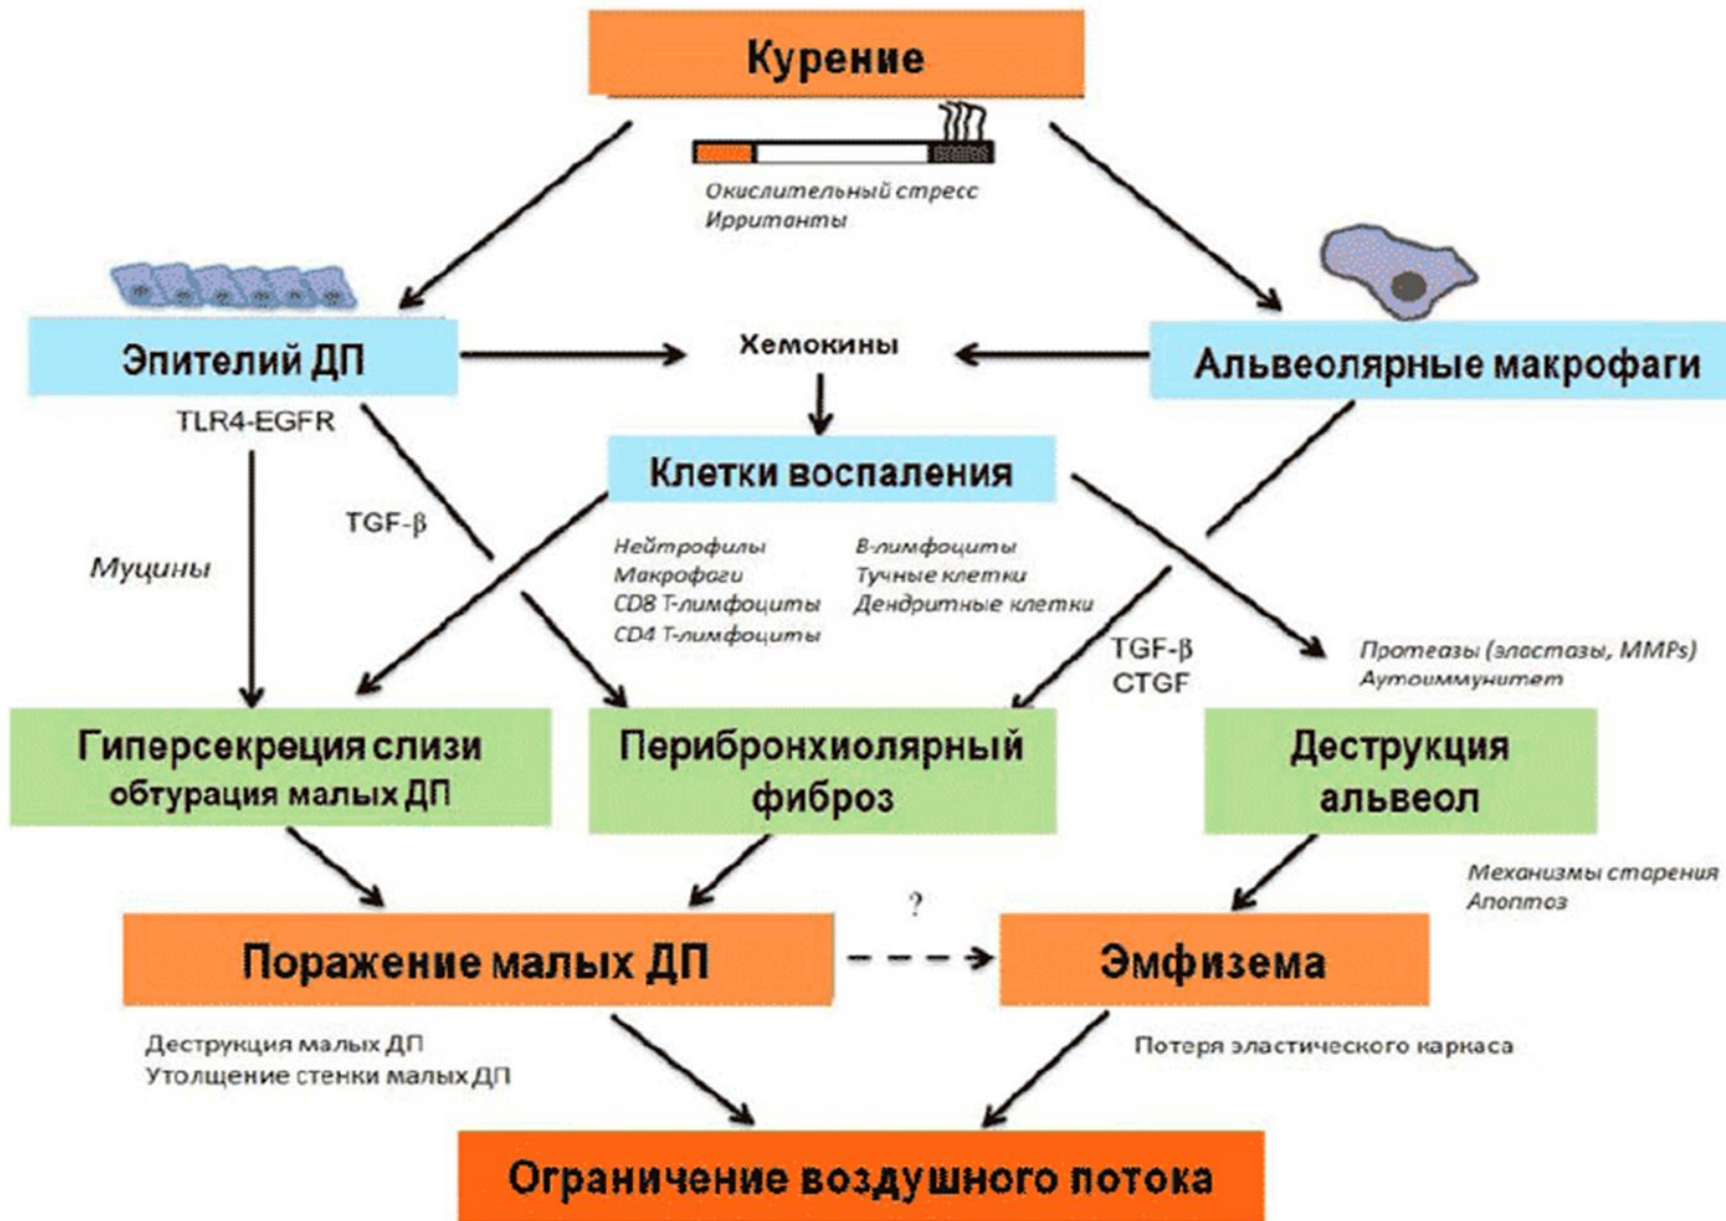 Курение
Окислительный стресс
Ирританты
Эпителий ДП
Хемокины
Альвеолярные макрофаги
TLR4-EGFR
Клетки воспаления
TGF-β
Муцины
Нейтрофилы
Макрофаги
CD8 Т-лимфоциты
CD4 Т-лимфоциты
В-лимфоциты
Тучные клетки
Дендритные клетки
TGF-β
CTGF
Протеазы (эластазы, MMPs)
Аутоиммунитет
Гиперсекреция слизи
обтурация малых ДП
Перибронхиолярный
фиброз
Деструкция
альвеол
Механизмы старения
Апоптоз
?
Поражение малых ДП
Эмфизема
Деструкция малых ДП
Утолщение стенки малых ДП
Потеря эластического каркаса
Ограничение воздушного потока